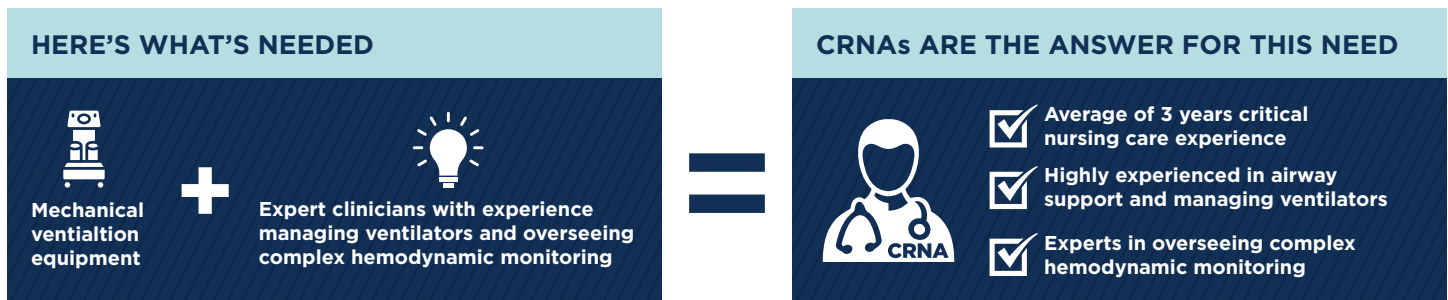 HERE'S WHAT'S NEEDED
Mechanical
ventialtion
equipment
Expert clinicians with experience
managing ventilators and overseeing
complex hemodynamic monitoring
CRNAs ARE THE ANSWER FOR THIS NEED
CRNA
Average of 3 years critical
nursing care experience
Highly experienced in airway
support and managing ventilators
Experts in overseeing complex
hemodynamic monitoring